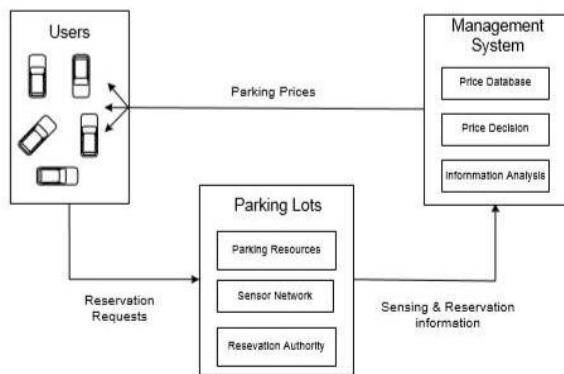 Users
Management
System
Price Database
Price Decision
Infornmation Analysis
Parking Prices
Parking Lots
Parking Resources
Sensor Network
Resevation Authority
Reservation
Requests
Sensing & Reservation
information